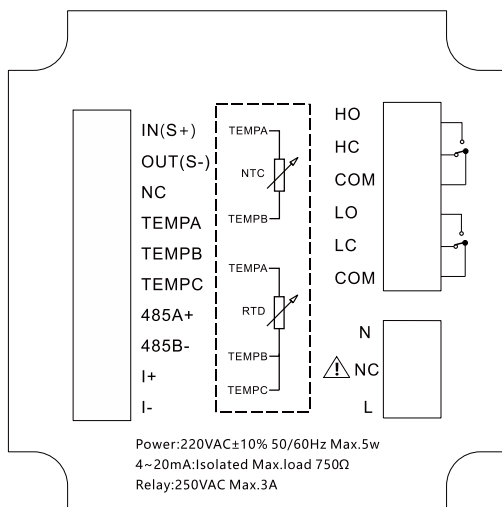 IN(S+)
OUT(S-)
NC
TEMPA
TEMPB
TEMPC
485A+
485B-
I+
I-
TEMPA
NTC
TEMPB
TEMPA
RTD
TEMPB
TEMPC
HO
HC
COM
LO
LC
COM
N
NC
L
Power:220VAC±10% 50/60Hz Max.5w
4~20mA:Isolated Max.load 750Ω
Relay:250VAC Max.3A